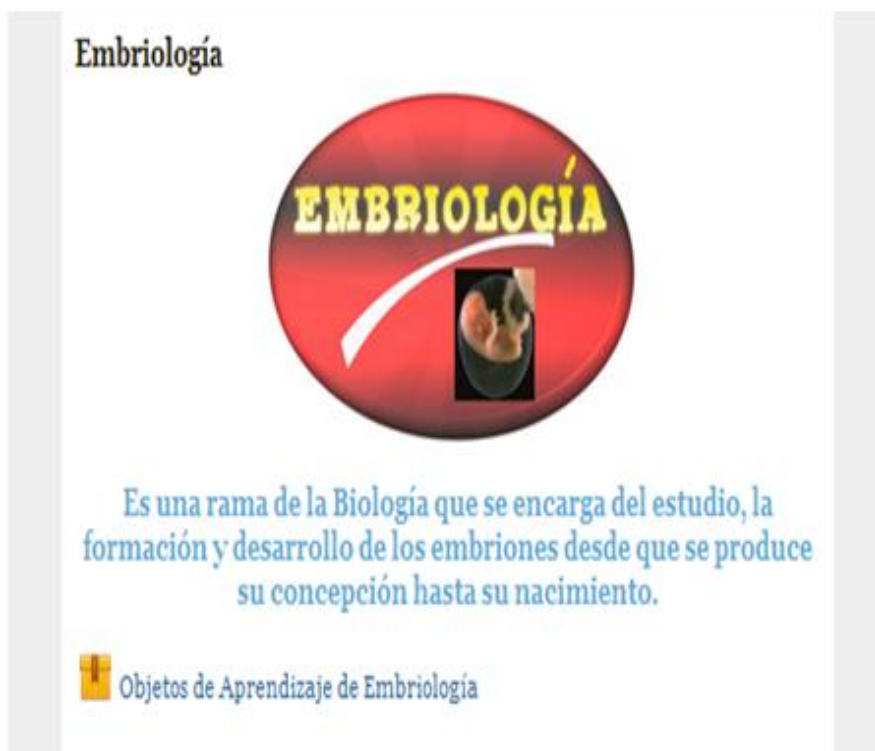 Embriología
EMBRIOLOGÍA
Es una rama de la Biología que se encarga del estudio, la
formación y desarrollo de los embriones desde que se produce
su concepción hasta su nacimiento.
Objetos de Aprendizaje de Embriología